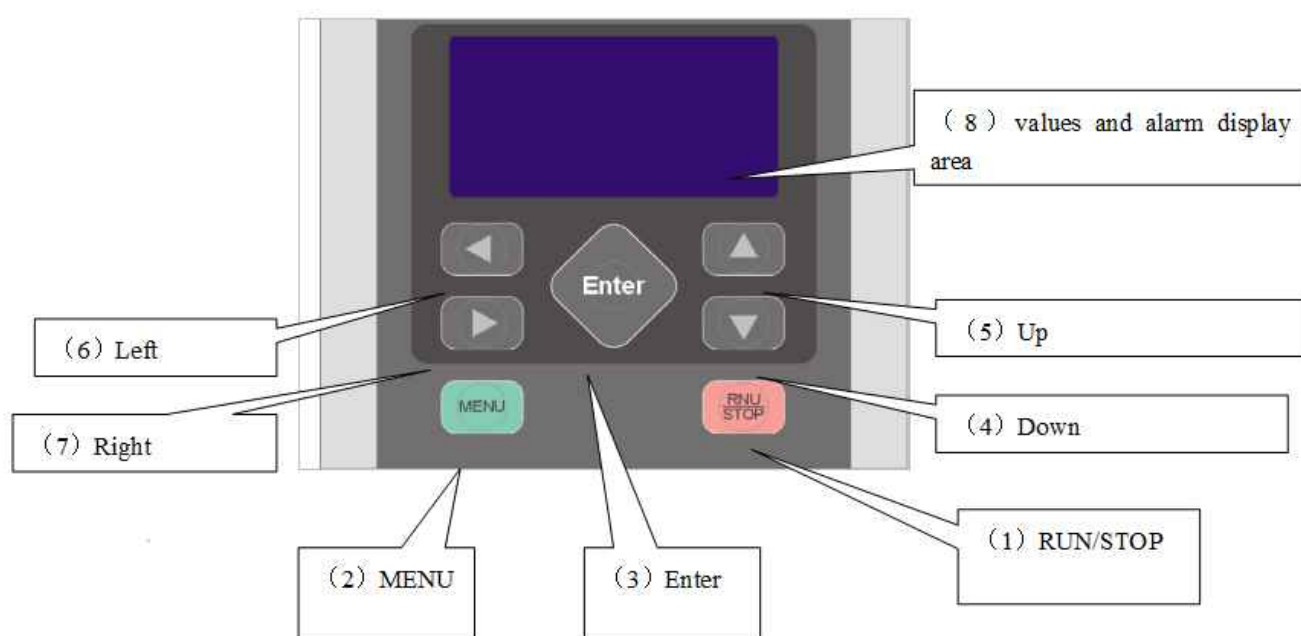 （8）values and alarm display
area
Enter
（6）Left
（5）Up
MENU
RNU
STOP
（7）Right
（4）Down
（2）MENU
（3）Enter
（1）RUN/STOP